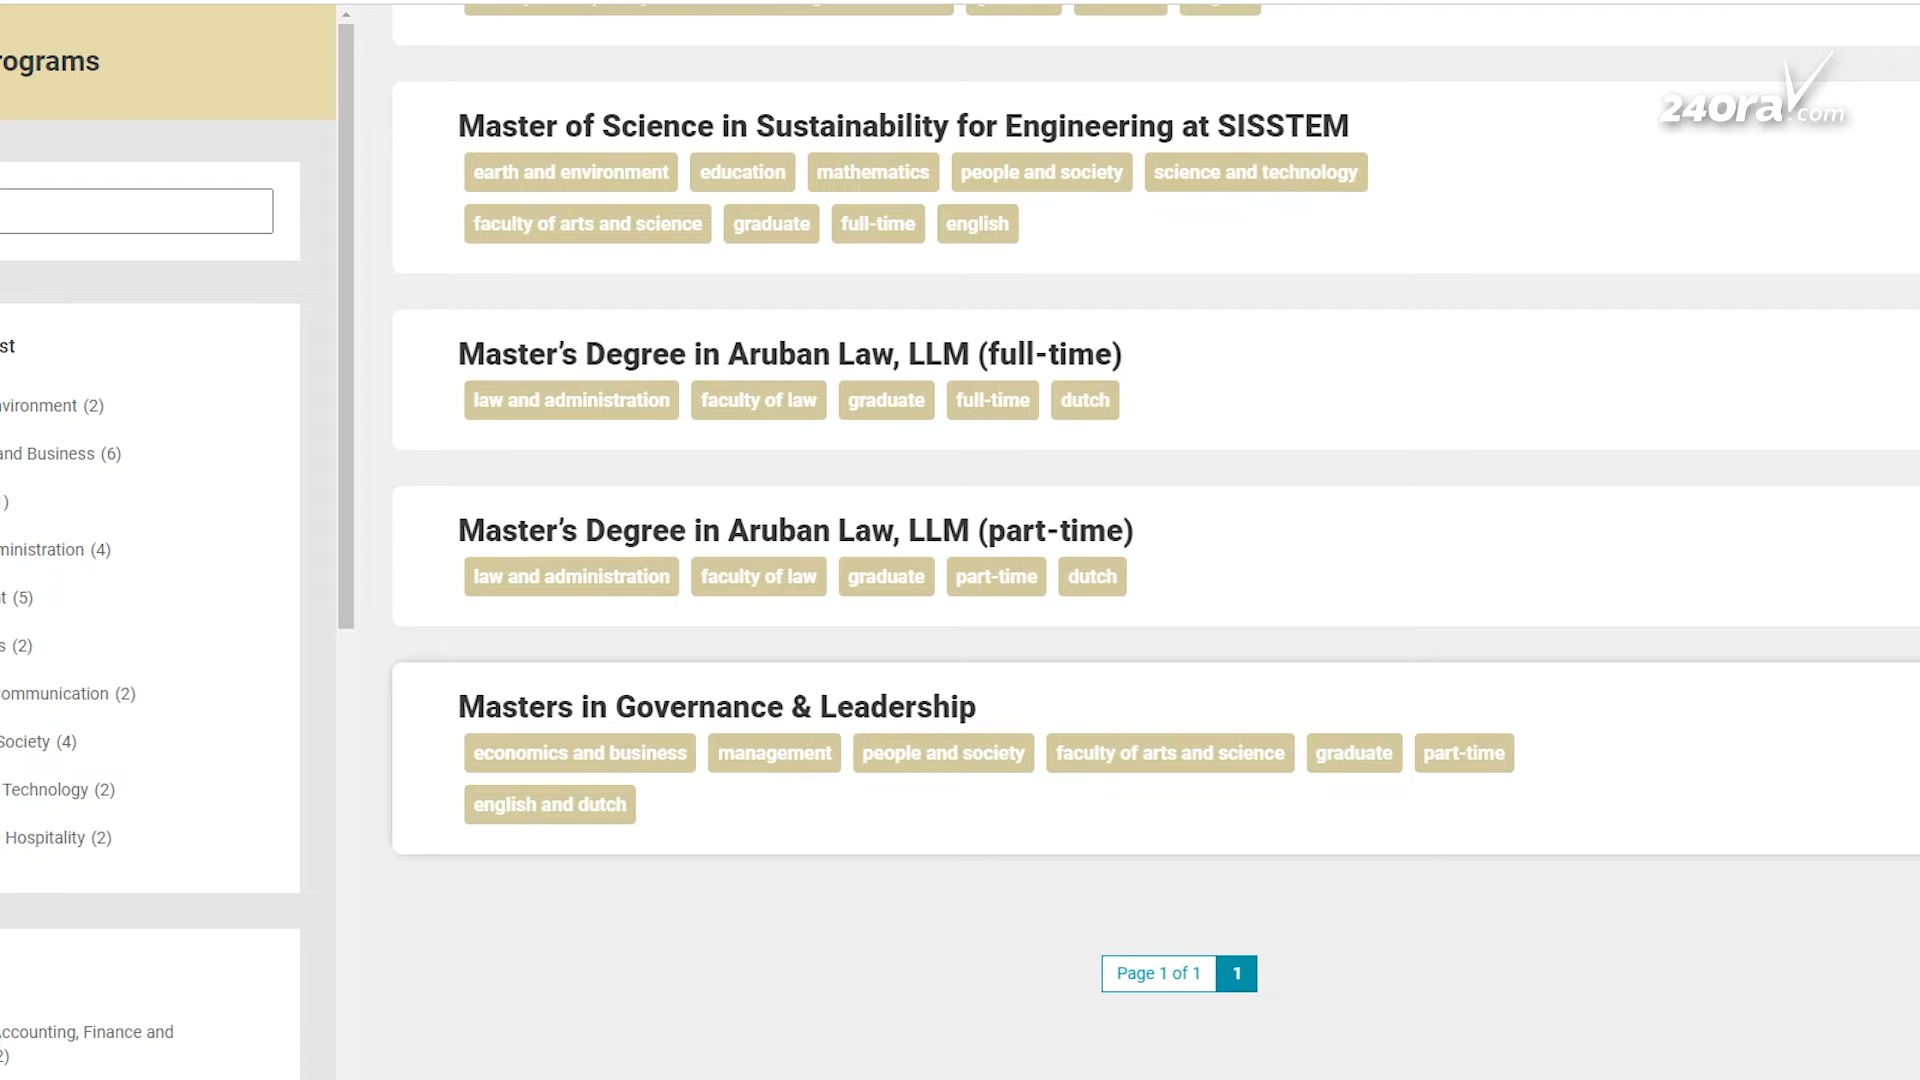 rograms
24ora.com
Master of Science in Sustainability for Engineering at SISSTEM
earth and environment education mathematics people and society science and technology
faculty of arts and science graduate full-time english
st
Master’s Degree in Aruban Law, LLM (full-time)
law and administration faculty of law graduate full-time dutch
vironment (2)
and Business (6)
)
Master’s Degree in Aruban Law, LLM (part-time)
law and administration faculty of law graduate part-time dutch
ministration (4)
t (5)
s (2)
ommunication (2)
Society (4)
Technology (2)
Hospitality (2)
Masters in Governance & Leadership
economics and business management people and society faculty of arts and science graduate part-time
english and dutch
Page 1 of 1 1
ccounting, Finance and
2)